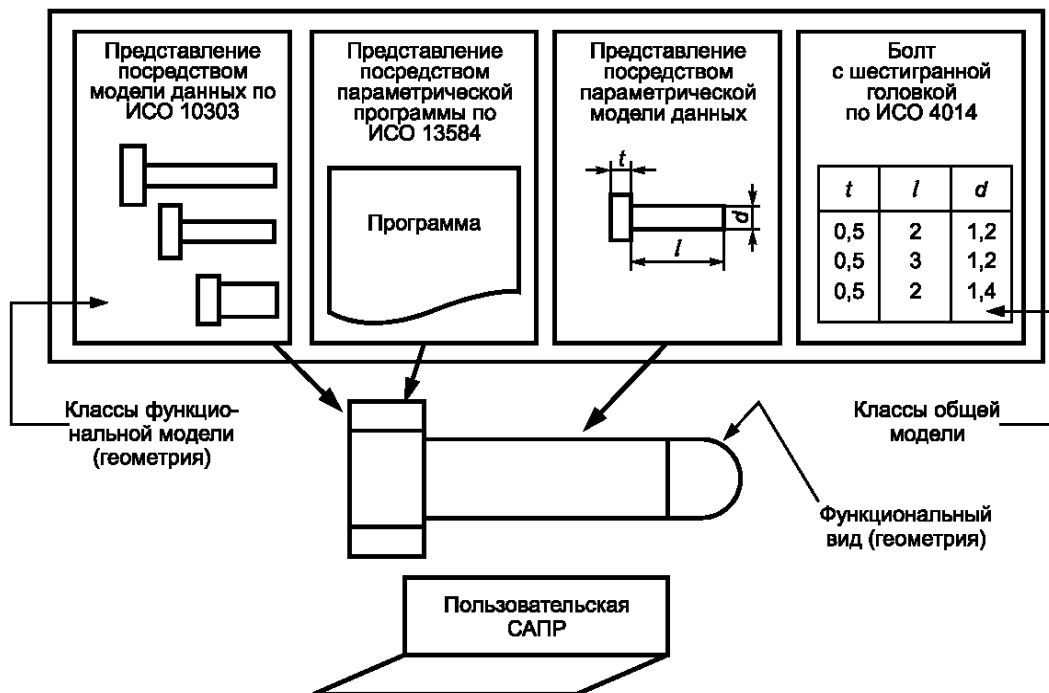 Представление
посредством
модели данных по
ИСО 10303
Представление
посредством
параметрической
программы по
ИСО 13584
Программа
Представление
посредством
параметрической
модели данных
t
d
l
Болт
с шестигранной
головкой
по ИСО 4014
t l d
0,5 2 1,2
0,5 3 1,2
0,5 2 1,4
Классы функцио-
нальной модели
(геометрия)
Классы общей
модели
Функциональный
вид (геометрия)
Пользовательская
САПР